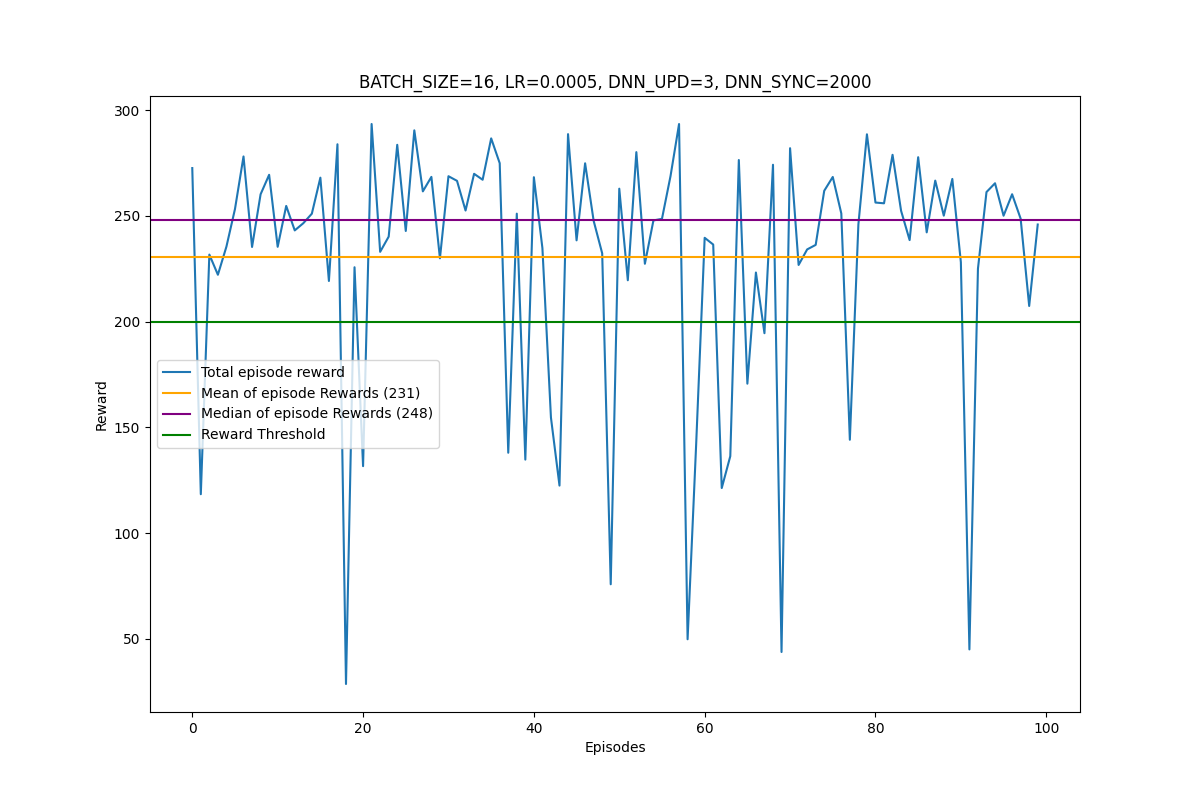 BATCH_SIZE=16, LR=0.0005, DNN_UPD=3, DNN_SYNC=2000
300
250
200
150
100
50
Reward
Total episode reward
Mean of episode Rewards (231)
Median of episode Rewards (248)
Reward Threshold
0 20 40 60 80 100
Episodes